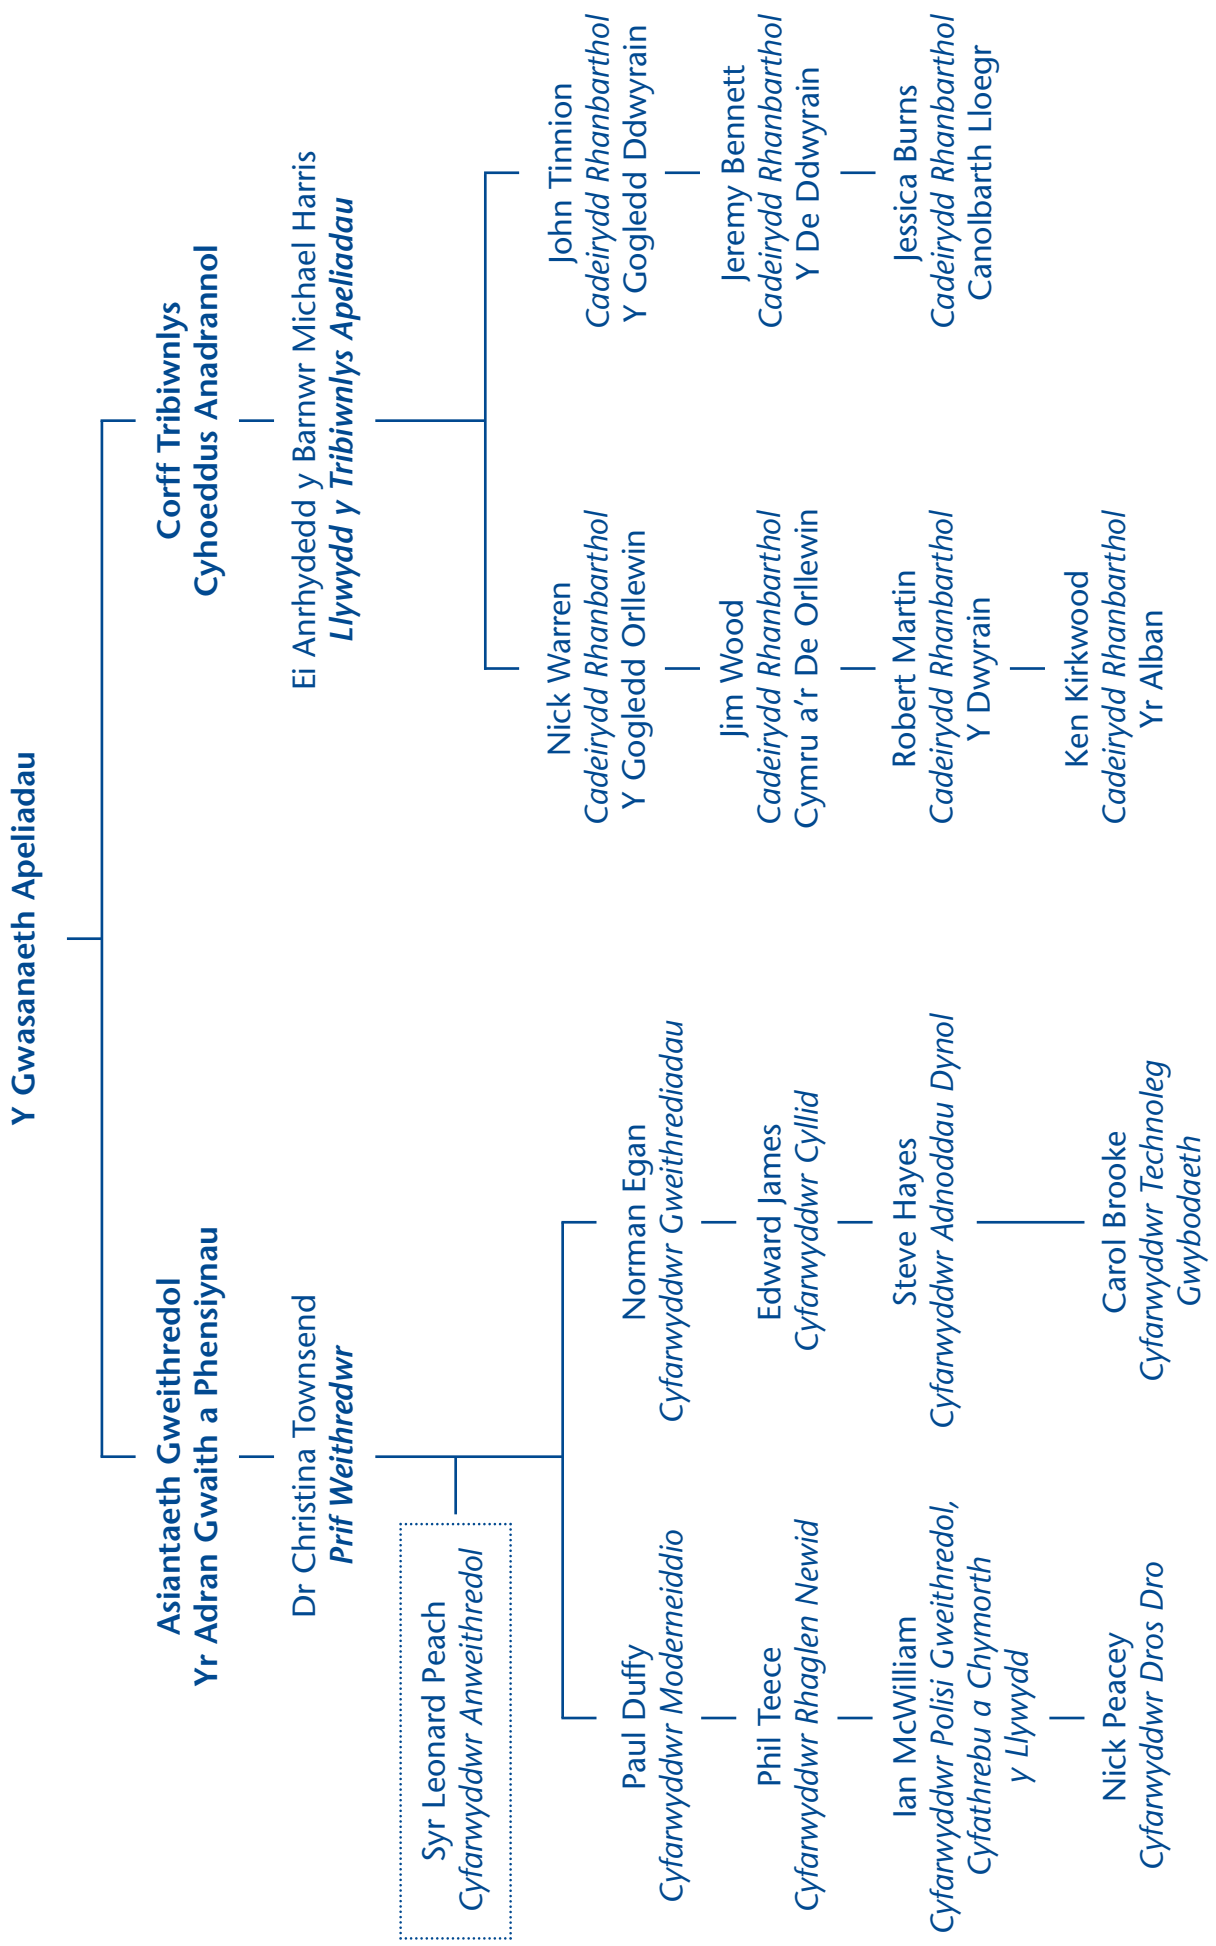 Y Gwasanaeth Apeliadau
Asiantaeth Gweithredol
Yr Adran Gwaith a Phensiynau
Dr Christina Townsend
Prif Weithredwr
Syr Leonard Peach
Cyfarwyddwr Anweithredol
Paul Duffy
Cyfarwyddwr Moderneiddio
Phil Teece
Cyfarwyddwr Rhaglen Newid
Ian McWilliam
Cyfarwyddwr Polisi Gweithredol,
Cyfathrebu a Chymorth
y Llywydd
Nick Peacey
Cyfarwyddwr Dros Dro
Norman Egan
Cyfarwyddwr Gweithrediadau
Edward James
Cyfarwyddwr Cyllid
Steve Hayes
Cyfarwyddwr Adnoddau Dynol
Carol Brooke
Cyfarwyddwr Technoleg
Gwybodaeth
Corff Tribiwnlys
Cyhoeddus Anadrannol
Ei Anrhydedd y Barnwr Michael Harris
Llywydd y Tribiwnlys Apeliadau
Nick Warren
Cadeirydd Rhanbarthol
Y Gogledd Orllewin
Jim Wood
Cadeirydd Rhanbarthol
Cymru a'r De Orllewin
Robert Martin
Cadeirydd Rhanbarthol
Y Dwyrain
Ken Kirkwood
Cadeirydd Rhanbarthol
Yr Alban
John Tinnion
Cadeirydd Rhanbarthol
Y Gogledd Ddwyrain
Jeremy Bennett
Cadeirydd Rhanbarthol
Y De Ddwyrain
Jessica Burns
Cadeirydd Rhanbarthol
Canolbarth Lloegr